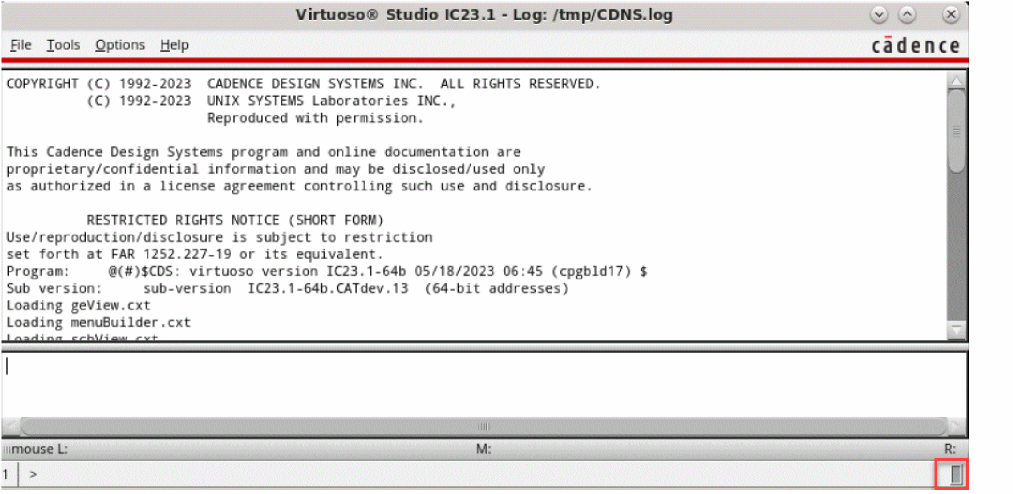 Virtuoso® Studio IC23.1 - Log: /tmp/CDNS.log
File Tools Options Help
cādence
COPYRIGHT (C) 1992-2023 CADENCE DESIGN SYSTEMS INC. ALL RIGHTS RESERVED.
(C) 1992-2023 UNIX SYSTEMS Laboratories INC.,
Reproduced with permission.
This Cadence Design Systems program and online documentation are
proprietary/confidential information and may be disclosed/used only
as authorized in a license agreement controlling such use and disclosure.
RESTRICTED RIGHTS NOTICE (SHORT FORM)
Use/reproduction/disclosure is subject to restriction
set forth at FAR 1252.227-19 or its equivalent.
Program: @(#)$CDS: virtuoso version IC23.1-64b 05/18/2023 06:45 (cpgbld17) $
Sub version: sub-version IC23.1-64b.CATdev.13 (64-bit addresses)
Loading geView.cxt
Loading menuBuilder.cxt
Loading schView.cxt
mouse L: M: R:
1 >